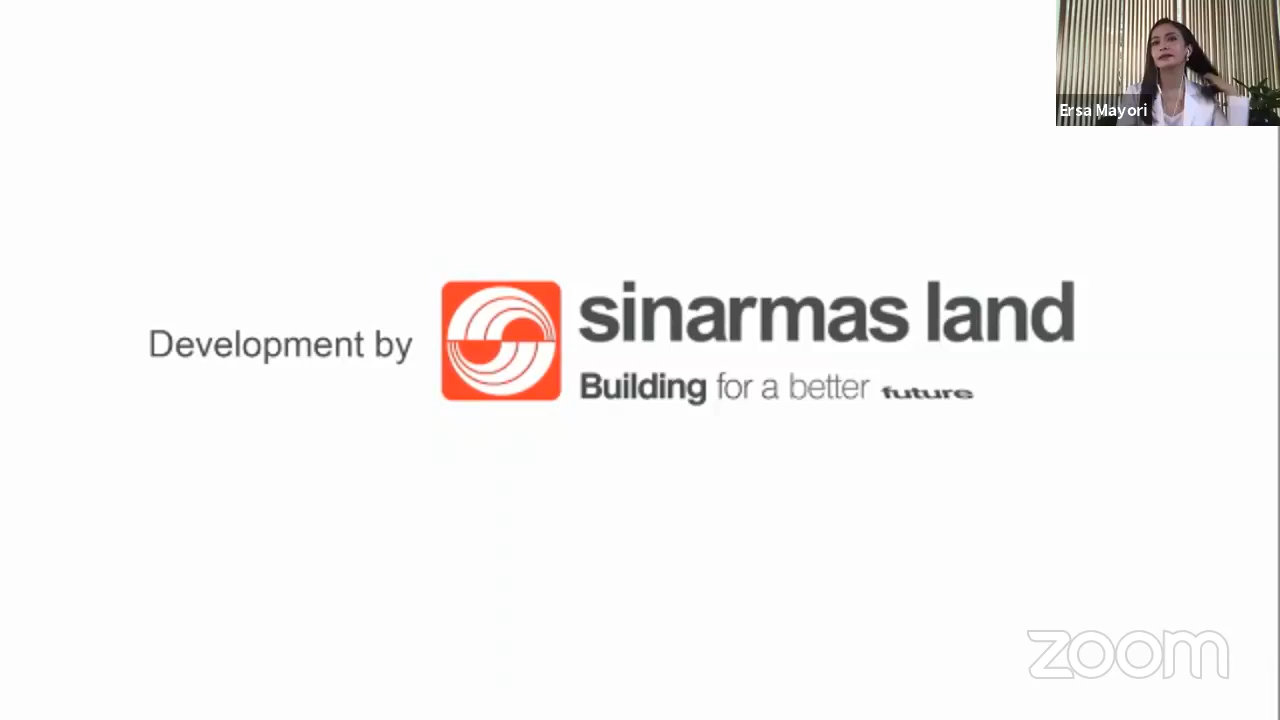 Ersa Mayori
Development by
sinarmas land
Building for a better future
zoom